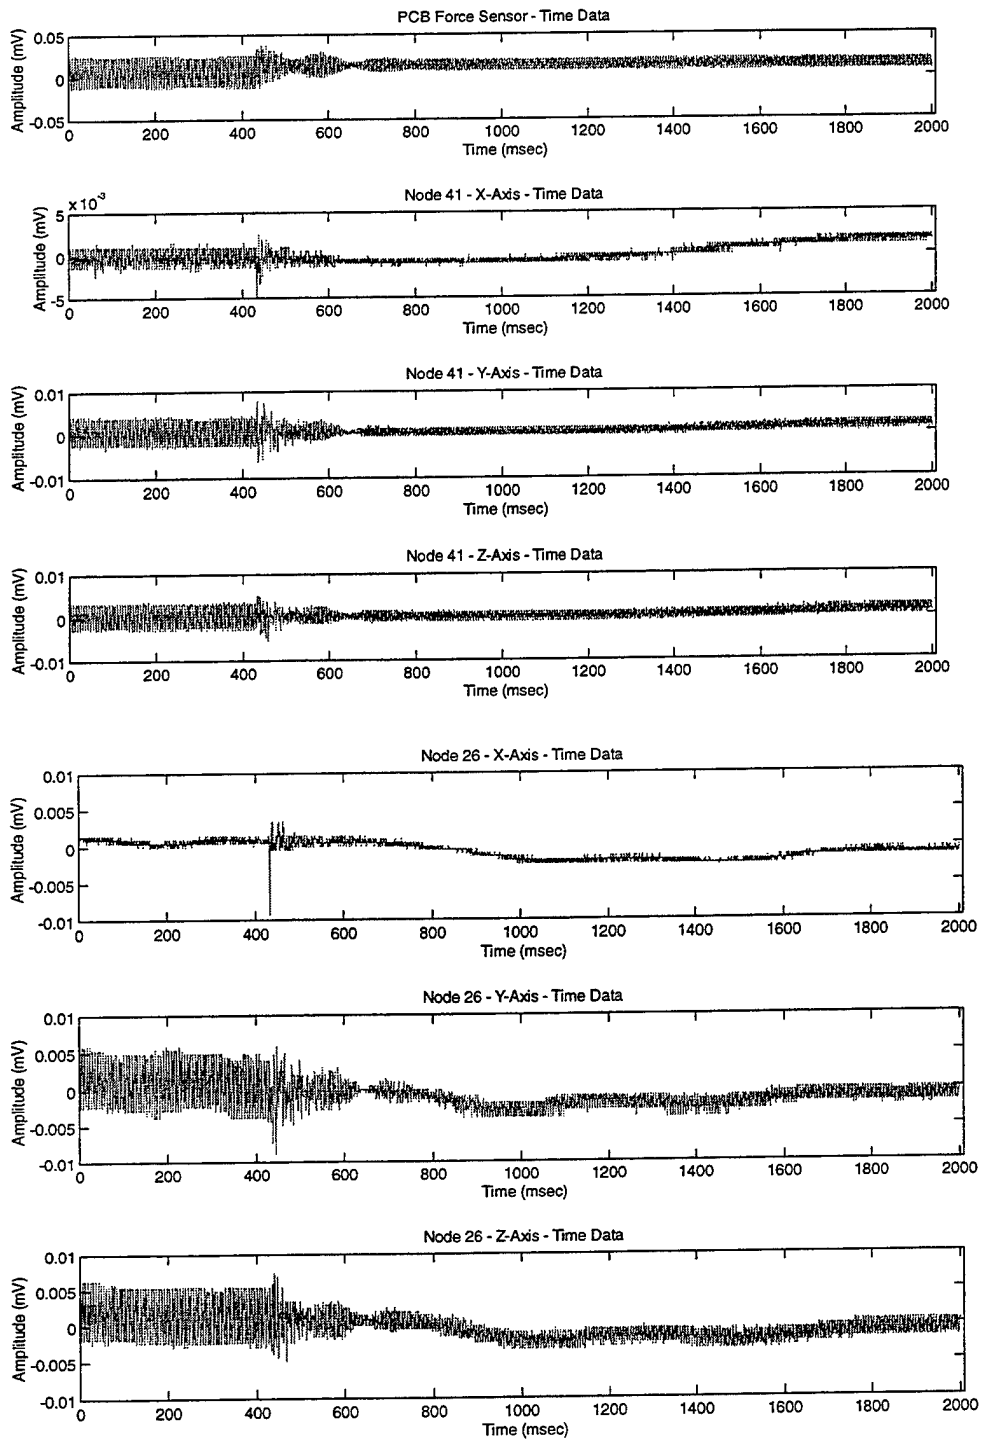 PCB Force Sensor - Time Data
Amplitude (mV)
0.05
0
-0.05
0 200 400 600 800 1000 1200 1400 1600 1800 2000
Time (msec)
Node 41 - X-Axis - Time Data
x 10-3
Amplitude (mV)
5
0
-5
0 200 400 600 800 1000 1200 1400 1600 1800 2000
Time (msec)
Node 41 - Y-Axis - Time Data
Amplitude (mV)
0.01
0
-0.01
0 200 400 600 800 1000 1200 1400 1600 1800 2000
Time (msec)
Node 41 - Z-Axis - Time Data
Amplitude (mV)
0.01
0
-0.01
0 200 400 600 800 1000 1200 1400 1600 1800 2000
Time (msec)
Node 26 - X-Axis - Time Data
Amplitude (mV)
0.01
0.005
0
-0.005
-0.01
0 200 400 600 800 1000 1200 1400 1600 1800 2000
Time (msec)
Node 26 - Y-Axis - Time Data
Amplitude (mV)
0.01
0.005
0
-0.005
-0.01
0 200 400 600 800 1000 1200 1400 1600 1800 2000
Time (msec)
Node 26 - Z-Axis - Time Data
Amplitude (mV)
0.01
0.005
0
-0.005
-0.01
0 200 400 600 800 1000 1200 1400 1600 1800 2000
Time (msec)